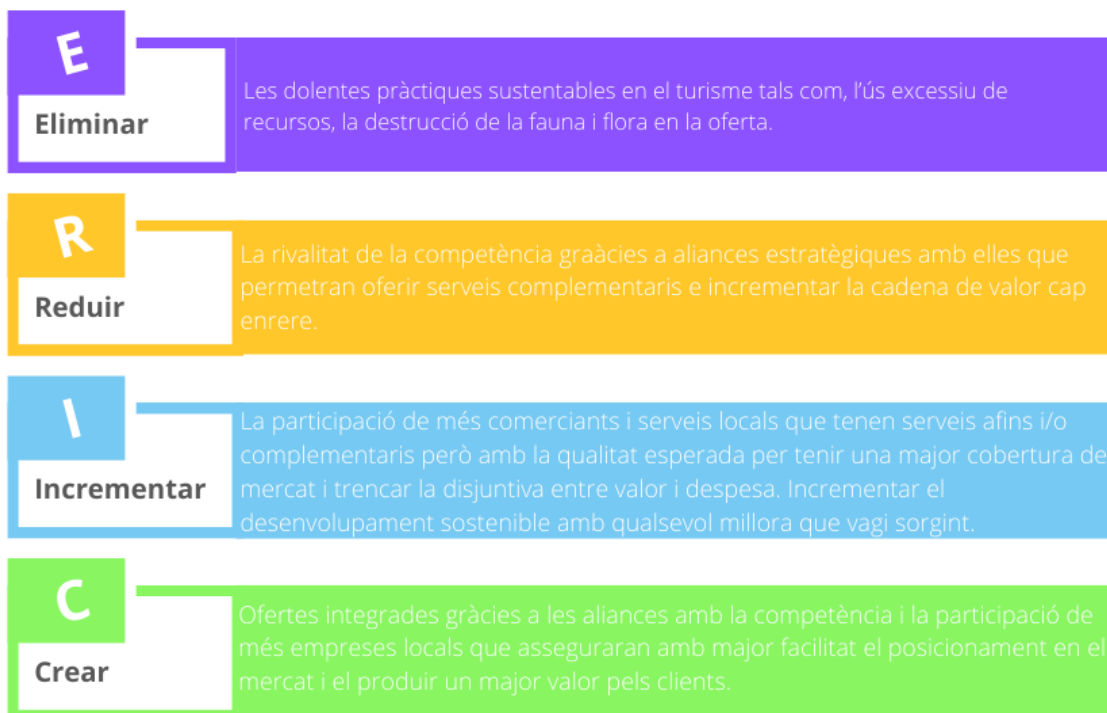 E
Eliminar
Les dolentes pràctiques sustentables en el turisme tals com, l'ús excessiu de
recursos, la destrucció de la fauna i flora en la oferta.
R
Reduir
La rivalitat de la competència graàcies a aliances estratègiques amb elles que
permetran oferir serveis complementaris e incrementar la cadena de valor cap
enrere.
I
Incrementar
La participació de més comerciants i serveis locals que tenen serveis afins i/o
complementaris però amb la qualitat esperada per tenir una major cobertura de
mercat i trencar la disjuntiva entre valor i despesa. Incrementar el
desenvolupament sostenible amb qualsevol millora que vagi sorgint.
C
Crear
Ofertes integrades gràcies a les aliances amb la competència i la participació de
més empreses locals que asseguraran amb major facilitat el posicionament en el
mercat i el produir un major valor pels clients.